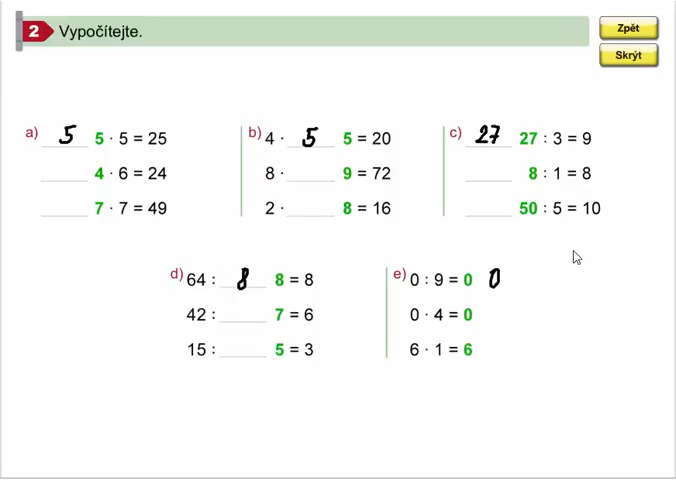 2 Vypočítejte.
Zpět
Skrýt
a) 5 5 · 5 = 25
4 · 6 = 24
7 · 7 = 49
b) 4 · 5 5 = 20
8 · 9 = 72
2 · 8 = 16
c) 27 27 : 3 = 9
8 : 1 = 8
50 : 5 = 10
d) 64 : 8 8 = 8
42 : 7 = 6
15 : 5 = 3
e) 0 : 9 = 0 0
0 · 4 = 0
6 · 1 = 6